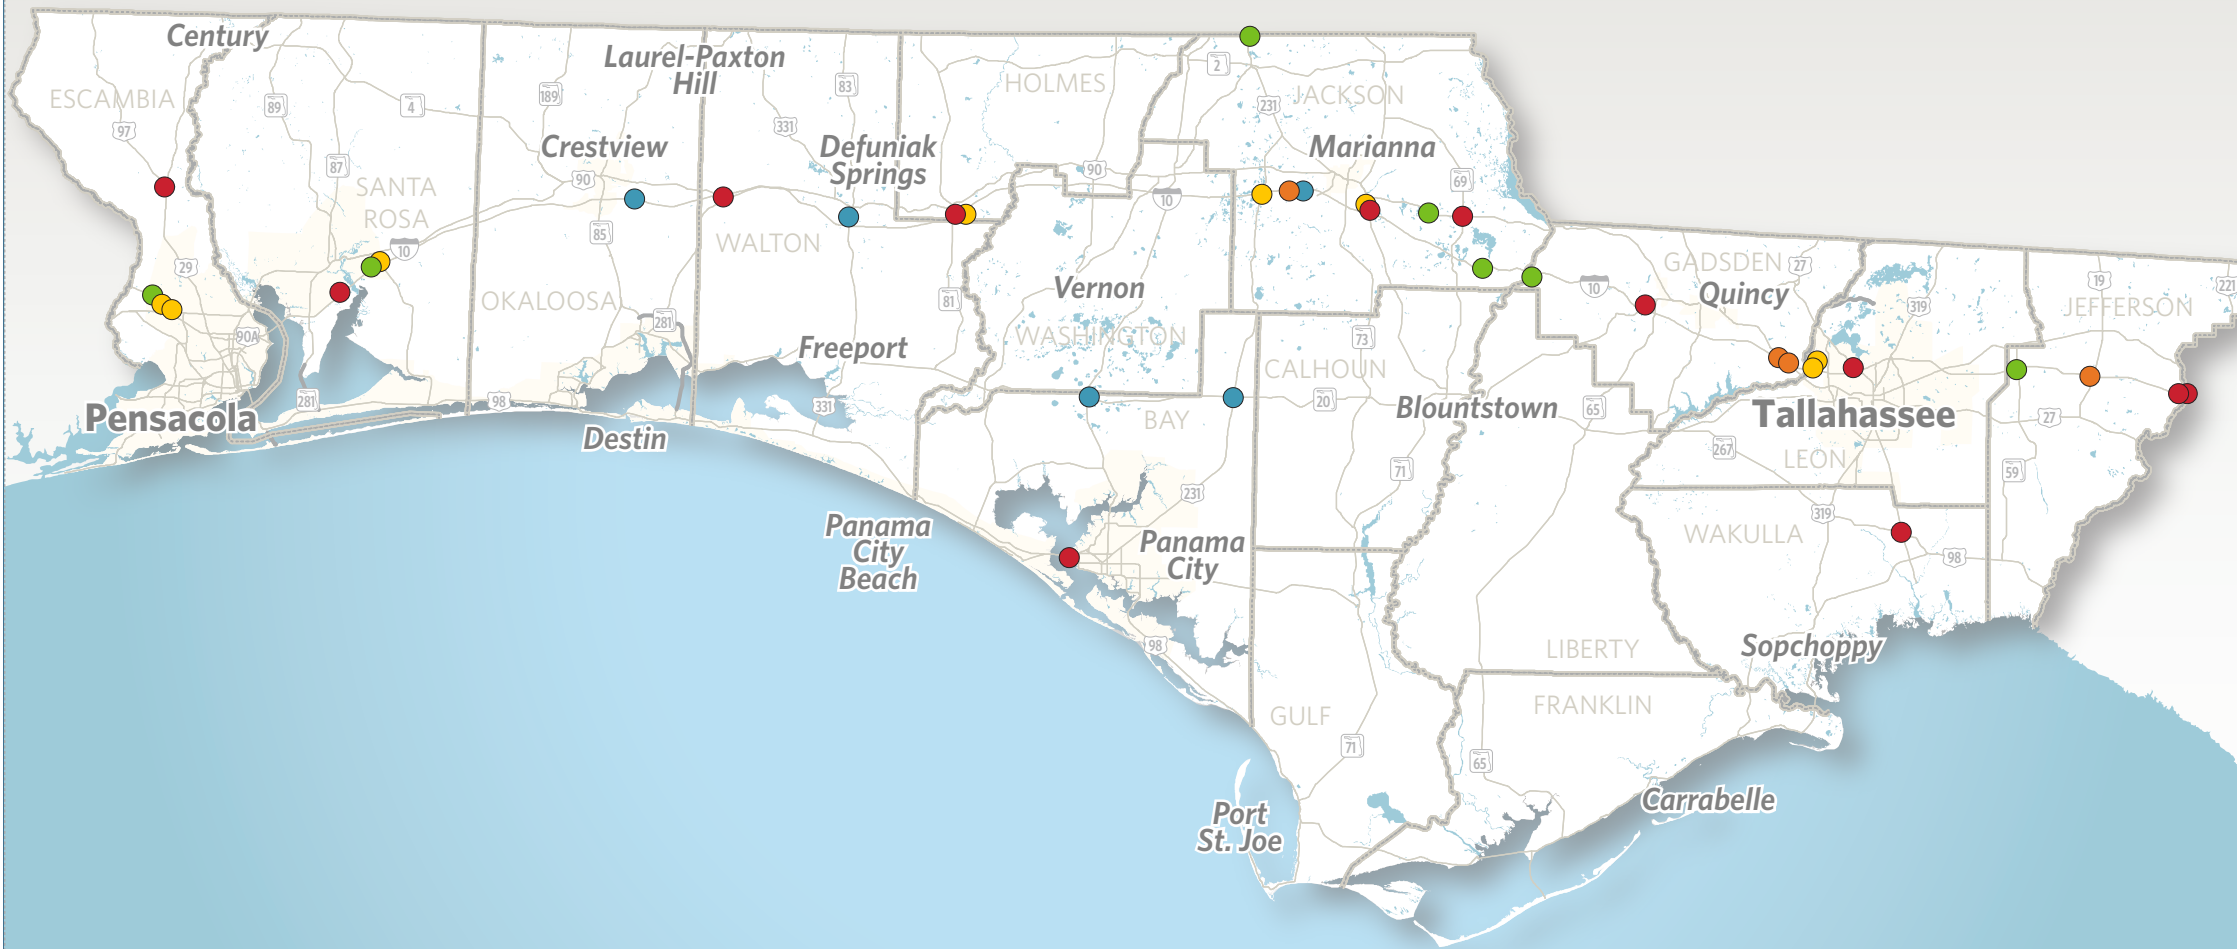 Century
Laurel-Paxton
Hill
2
HOLMES
ESCAMBIA
89
4
189
83
231
JACKSON
97
331
Crestview
Defuniak
Springs
Marianna
87
90
90
69
SANTA
ROSA
10
10
85
WALTON
29
GADSDEN
27
10
19
221
Vernon
Quincy
OKALOOSA
81
319
JEFFERSON
281
90A
WASHINGTON
73
Freeport
CALHOUN
281
98
331
20
Blountstown
65
Pensacola
BAY
Tallahassee
27
Destin
267
LEON
71
59
231
Panama
City
Beach
Panama
City
319
WAKULLA
98
98
LIBERTY
Sopchoppy
GULF
FRANKLIN
71
65
Port
St. Joe
Carrabelle